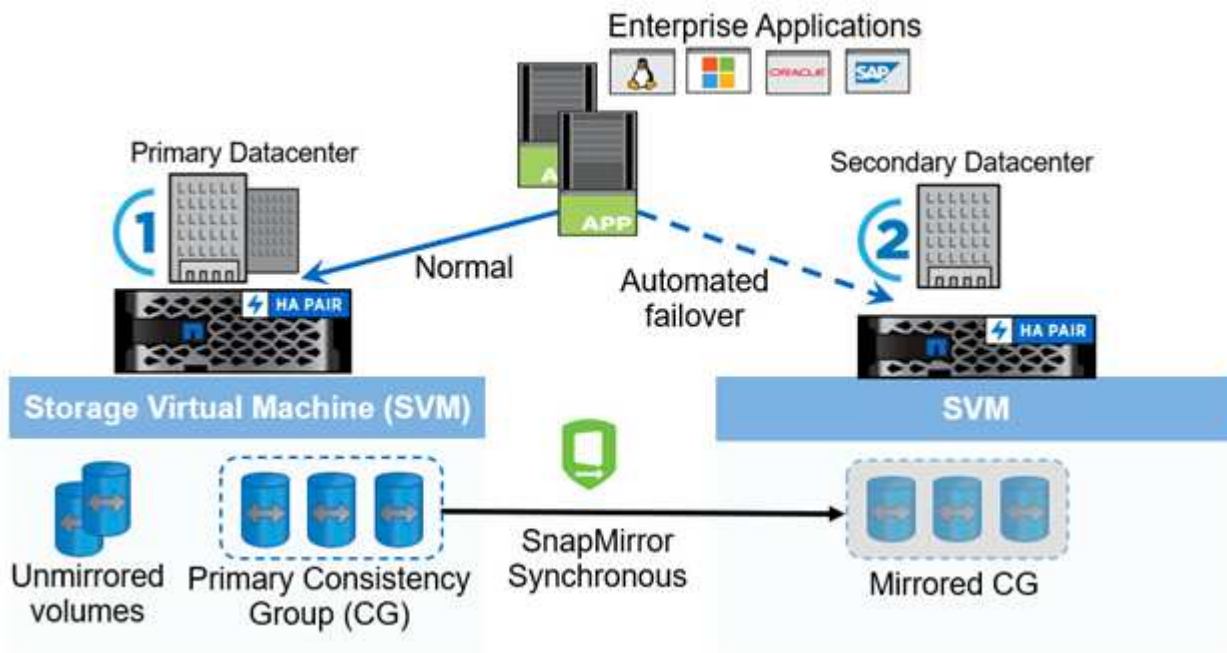 Enterprise Applications
ORACLE
SAP
Primary Datacenter
Secondary Datacenter
1
A
APP
2
Normal
Automated
failover
HA PAIR
HA PAIR
Storage Virtual Machine (SVM)
SVM
Unmirrored
volumes
Primary Consistency
Group (CG)
SnapMirror
Synchronous
Mirrored CG